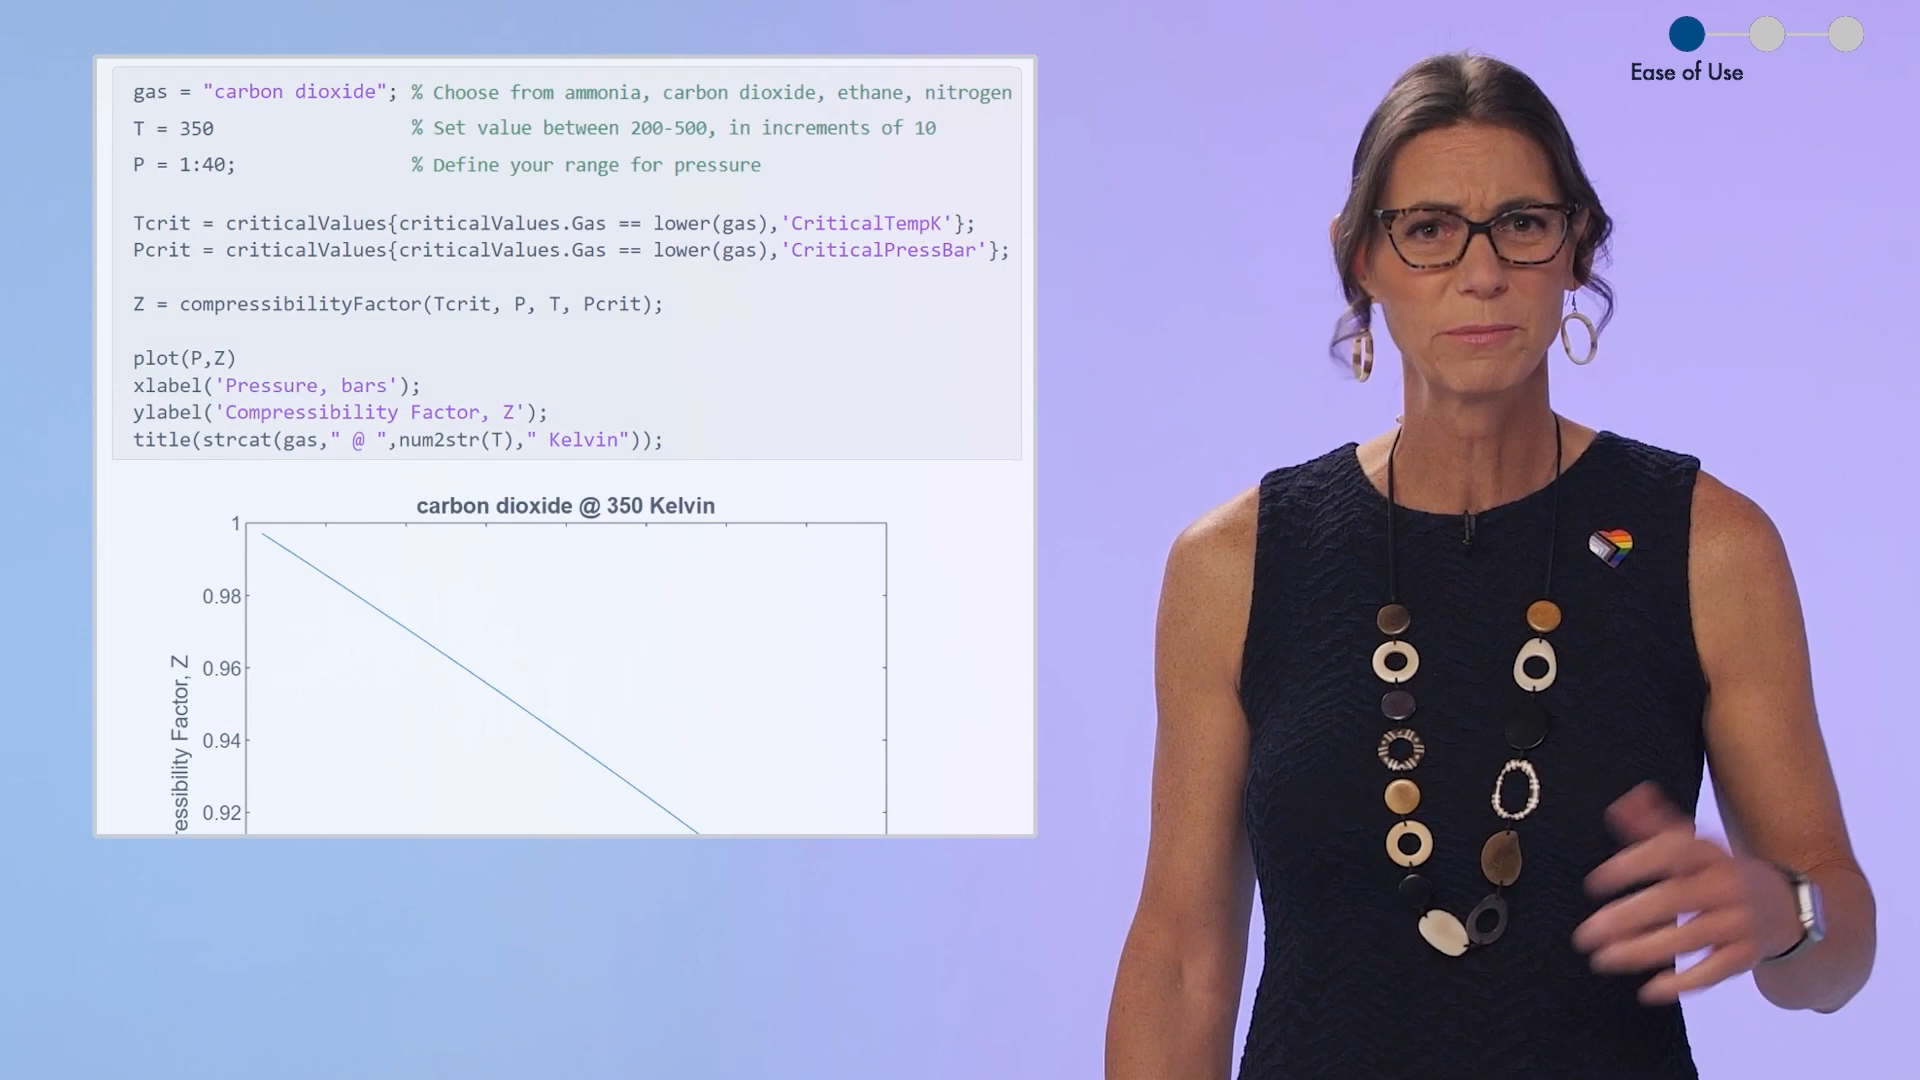 Ease of Use
gas = "carbon dioxide"; % Choose from ammonia, carbon dioxide, ethane, nitrogen
T = 350 % Set value between 200-500, in increments of 10
P = 1:40; % Define your range for pressure
Tcrit = criticalValues{criticalValues.Gas == lower(gas),'CriticalTempK'};
Pcrit = criticalValues{criticalValues.Gas == lower(gas),'CriticalPressBar'};
Z = compressibilityFactor(Tcrit, P, T, Pcrit);
plot(P,Z)
xlabel('Pressure, bars');
ylabel('Compressibility Factor, Z');
title(strcat(gas," @ ",num2str(T)," Kelvin"));
carbon dioxide @ 350 Kelvin
1
0.98
0.96
0.94
0.92
ressibility Factor, Z